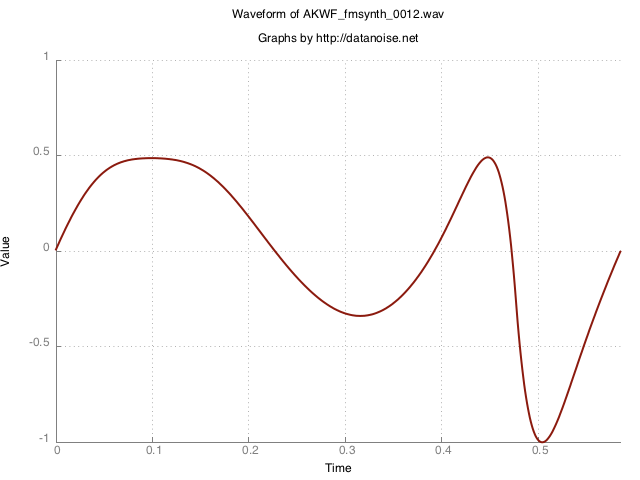 Waveform of AKWF_fmsynth_0012.wav
Graphs by http://datanoise.net
1
0.5
0
-0.5
-1
Value
0 0.1 0.2 0.3 0.4 0.5
Time